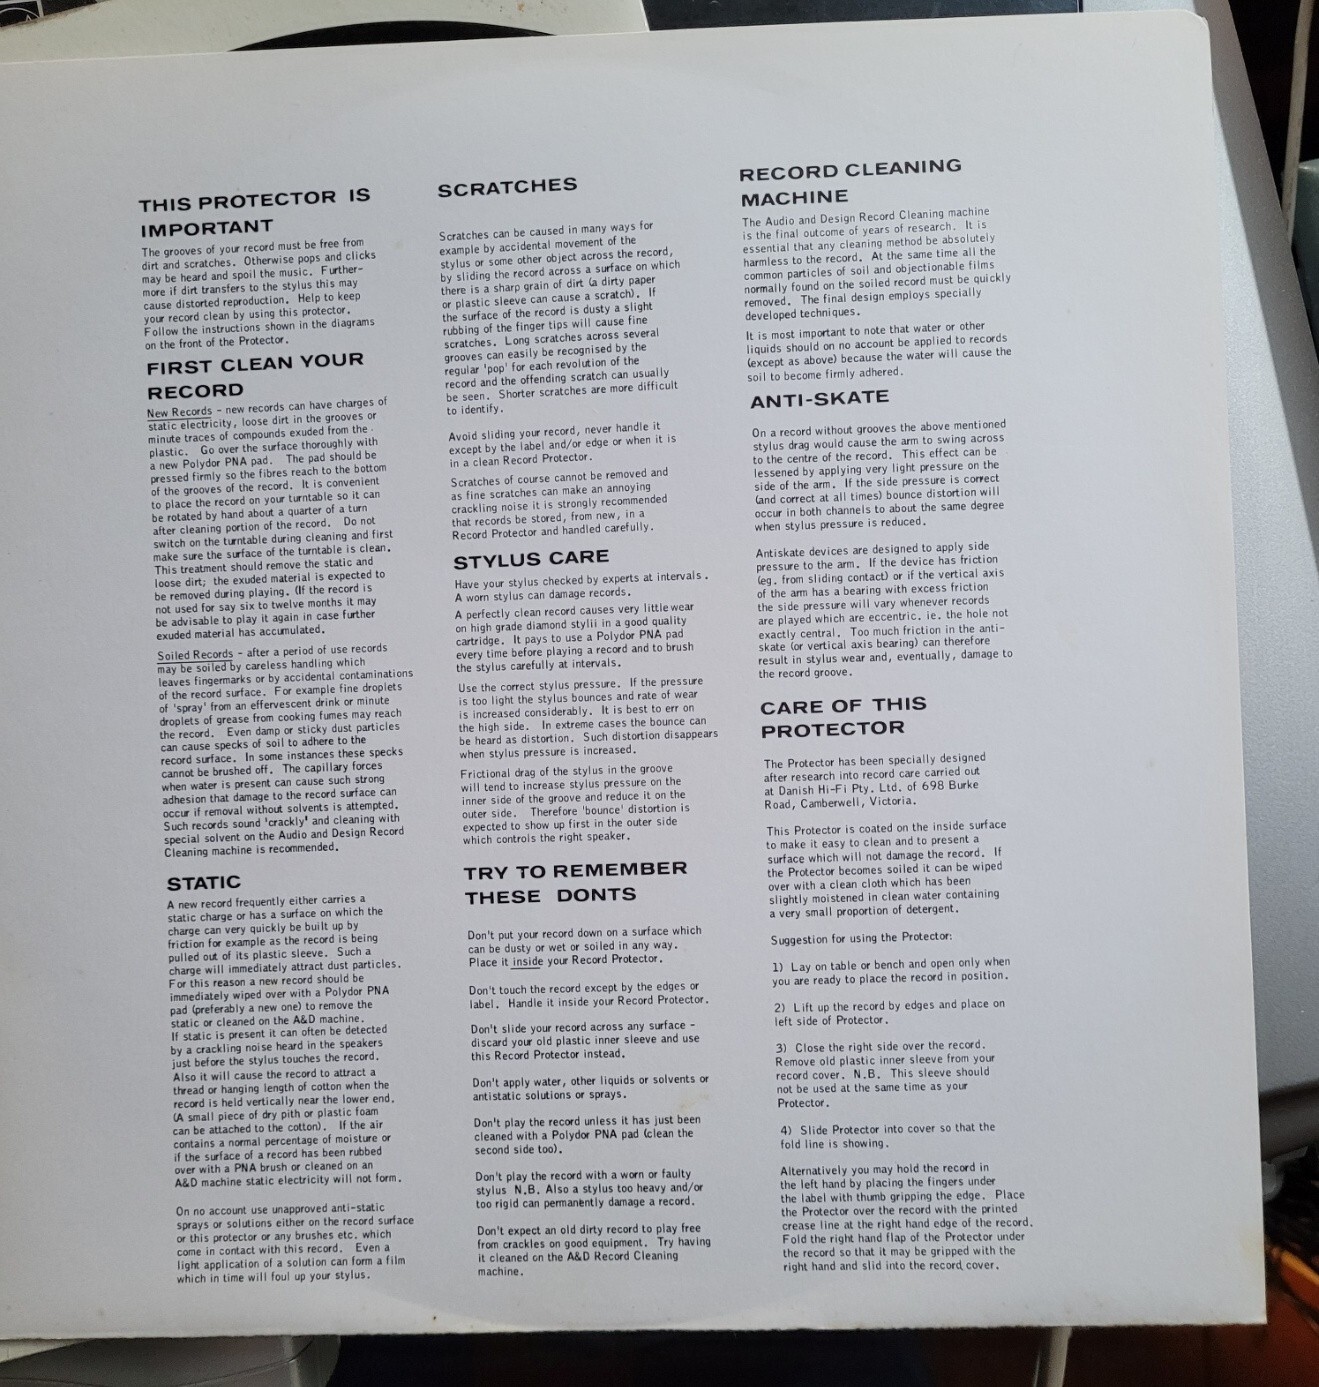 THIS PROTECTOR IS
IMPORTANT
The grooves of your record must be free from
dirt and scratches. Otherwise pops and clicks
may be heard and spoil the music. Further-
more if dirt transfers to the stylus this may
cause distorted reproduction. Help to keep
your record clean by using this protector.
Follow the instructions shown in the diagrams
on the front of the Protector.
FIRST CLEAN YOUR
RECORD
New Records - new records can have charges of
static electricity, loose dirt in the grooves or
minute traces of compounds exuded from the
plastic. Go over the surface thoroughly with
a new Polydor PNA pad. The pad should be
pressed firmly so the fibres reach to the bottom
of the grooves of the record. It is convenient
to place the record on your turntable so it can
be rotated by hand about a quarter of a turn
after cleaning portion of the record. Do not
switch on the turntable during cleaning and first
make sure the surface of the turntable is clean.
This treatment should remove the static and
loose dirt; the exuded material is expected to
be removed during playing. (If the record is
not used for say six to twelve months it may
be advisable to play it again in case further
exuded material has accumulated.
Soiled Records - after a period of use records
may be soiled by careless handling which
leaves fingermarks or by accidental contaminations
of the record surface. For example fine droplets
of 'spray' from an effervescent drink or minute
droplets of grease from cooking fumes may reach
the record. Even damp or sticky dust particles
can cause specks of soil to adhere to the
record surface. In some instances these specks
cannot be brushed off. The capillary forces
when water is present can cause such strong
adhesion that damage to the record surface can
occur if removal without solvents is attempted.
Such records sound 'crackly' and cleaning with
special solvent on the Audio and Design Record
Cleaning machine is recommended.
STATIC
A new record frequently either carries a
static charge or has a surface on which the
charge can very quickly be built up by
friction for example as the record is being
pulled out of its plastic sleeve. Such a
charge will immediately attract dust particles.
For this reason a new record should be
immediately wiped over with a Polydor PNA
pad (preferably a new one) to remove the
static or cleaned on the A&D machine.
If static is present it can often be detected
by a crackling noise heard in the speakers
just before the stylus touches the record.
Also it will cause the record to attract a
thread or hanging length of cotton when the
record is held vertically near the lower end.
(A small piece of dry pith or plastic foam
can be attached to the cotton). If the air
contains a normal percentage of moisture or
if the surface of a record has been rubbed
over with a PNA brush or cleaned on an
A&D machine static electricity will not form.
On no account use unapproved anti-static
sprays or solutions either on the record surface
or this protector or any brushes etc. which
come in contact with this record. Even a
light application of a solution can form a film
which in time will foul up your stylus.
SCRATCHES
Scratches can be caused in many ways for
example by accidental movement of the
stylus or some other object across the record,
by sliding the record across a surface on which
there is a sharp grain of dirt (a dirty paper
or plastic sleeve can cause a scratch). If
the surface of the record is dusty a slight
rubbing of the finger tips will cause fine
scratches. Long scratches across several
grooves can easily be recognised by the
regular 'pop' for each revolution of the
record and the offending scratch can usually
be seen. Shorter scratches are more difficult
to identify.
Avoid sliding your record, never handle it
except by the label and/or edge or when it is
in a clean Record Protector.
Scratches of course cannot be removed and
as fine scratches can make an annoying
crackling noise it is strongly recommended
that records be stored, from new, in a
Record Protector and handled carefully.
STYLUS CARE
Have your stylus checked by experts at intervals.
A worn stylus can damage records.
A perfectly clean record causes very little wear
on high grade diamond stylii in a good quality
cartridge. It pays to use a Polydor PNA pad
every time before playing a record and to brush
the stylus carefully at intervals.
Use the correct stylus pressure. If the pressure
is too light the stylus bounces and rate of wear
is increased considerably. It is best to err on
the high side. In extreme cases the bounce can
be heard as distortion. Such distortion disappears
when stylus pressure is increased.
Frictional drag of the stylus in the groove
will tend to increase stylus pressure on the
inner side of the groove and reduce it on the
outer side. Therefore 'bounce' distortion is
expected to show up first in the outer side
which controls the right speaker.
TRY TO REMEMBER
THESE DONTS
Don't put your record down on a surface which
can be dusty or wet or soiled in any way.
Place it inside your Record Protector.
Don't touch the record except by the edges or
label. Handle it inside your Record Protector.
Don't slide your record across any surface -
discard your old plastic inner sleeve and use
this Record Protector instead.
Don't apply water, other liquids or solvents or
antistatic solutions or sprays.
Don't play the record unless it has just been
cleaned with a Polydor PNA pad (clean the
second side too).
Don't play the record with a worn or faulty
stylus N.B. Also a stylus too heavy and/or
too rigid can permanently damage a record.
Don't expect an old dirty record to play free
from crackles on good equipment. Try having
it cleaned on the A&D Record Cleaning
machine.
RECORD CLEANING
MACHINE
The Audio and Design Record Cleaning machine
is the final outcome of years of research. It is
essential that any cleaning method be absolutely
harmless to the record. At the same time all the
common particles of soil and objectionable films
normally found on the soiled record must be quickly
removed. The final design employs specially
developed techniques.
It is most important to note that water or other
liquids should on no account be applied to records
(except as above) because the water will cause the
soil to become firmly adhered.
ANTI-SKATE
On a record without grooves the above mentioned
stylus drag would cause the arm to swing across
to the centre of the record. This effect can be
lessened by applying very light pressure on the
side of the arm. If the side pressure is correct
(and correct at all times) bounce distortion will
occur in both channels to about the same degree
when stylus pressure is reduced.
Antiskate devices are designed to apply side
pressure to the arm. If the device has friction
(eg. from sliding contact) or if the vertical axis
of the arm has a bearing with excess friction
the side pressure will vary whenever records
are played which are eccentric. ie. the hole not
exactly central. Too much friction in the anti-
skate (or vertical axis bearing) can therefore
result in stylus wear and, eventually, damage to
the record groove.
CARE OF THIS
PROTECTOR
The Protector has been specially designed
after research into record care carried out
at Danish Hi-Fi Pty. Ltd. of 698 Burke
Road, Camberwell, Victoria.
This Protector is coated on the inside surface
to make it easy to clean and to present a
surface which will not damage the record. If
the Protector becomes soiled it can be wiped
over with a clean cloth which has been
slightly moistened in clean water containing
a very small proportion of detergent.
Suggestion for using the Protector:
1) Lay on table or bench and open only when
you are ready to place the record in position.
2) Lift up the record by edges and place on
left side of Protector.
3) Close the right side over the record.
Remove old plastic inner sleeve from your
record cover. N.B. This sleeve should
not be used at the same time as your
Protector.
4) Slide Protector into cover so that the
fold line is showing.
Alternatively you may hold the record in
the left hand by placing the fingers under
the label with thumb gripping the edge. Place
the Protector over the record with the printed
crease line at the right hand edge of the record.
Fold the right hand flap of the Protector under
the record so that it may be gripped with the
right hand and slid into the record cover.